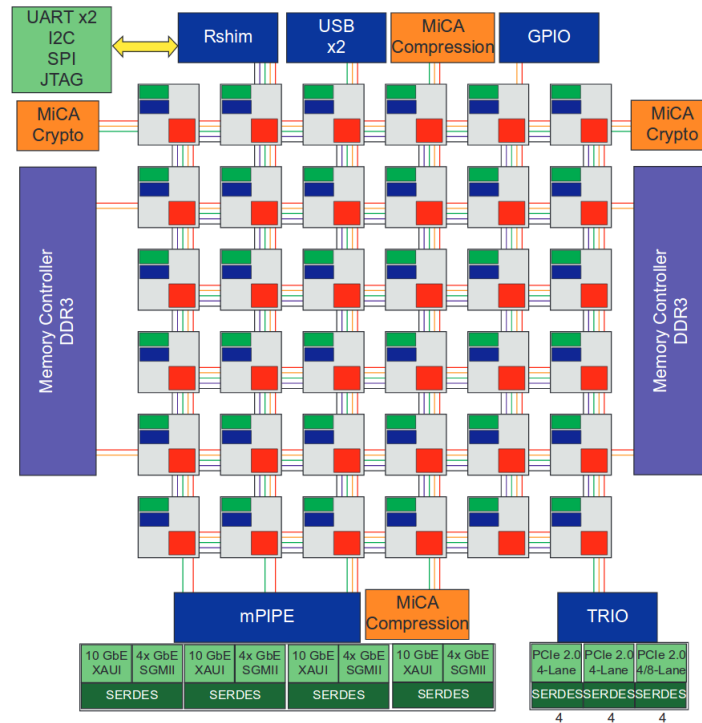 UART x2
I2C
SPI
JTAG
Rshim
USB
x2
MiCA
Compression
GPIO
MiCA
Crypto
MiCA
Crypto
Memory Controller
DDR3
Memory Controller
DDR3
mPIPE
MiCA
Compression
TRIO
10 GbE
XAUI
4x GbE
SGMII
10 GbE
XAUI
4x GbE
SGMII
10 GbE
XAUI
4x GbE
SGMII
10 GbE
XAUI
4x GbE
SGMII
SERDES
SERDES
SERDES
SERDES
PCIe 2.0
4-Lane
PCIe 2.0
4-Lane
PCIe 2.0
4/8-Lane
SERDES
SERDES
SERDES
4
4
4